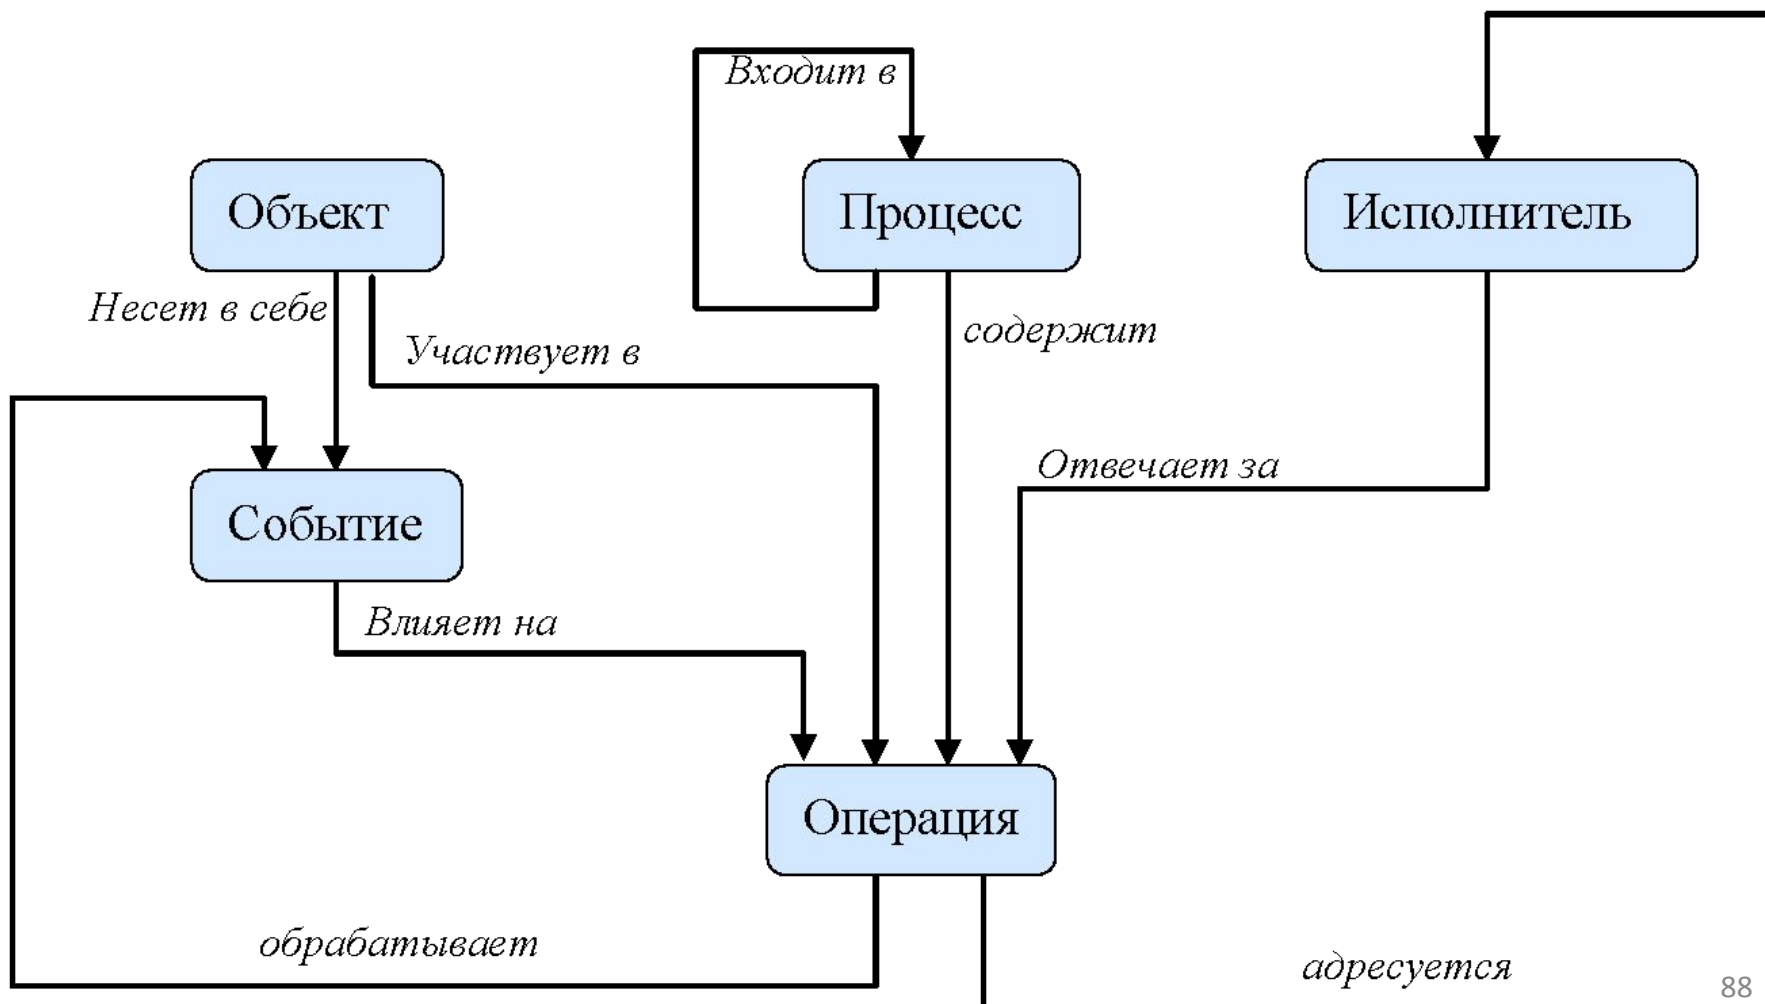 Входит в
Объект
Процесс
Исполнитель
Несет в себе
Участвует в
содержит
Отвечает за
Событие
Влияет на
Операция
обрабатывает
адресуется
88